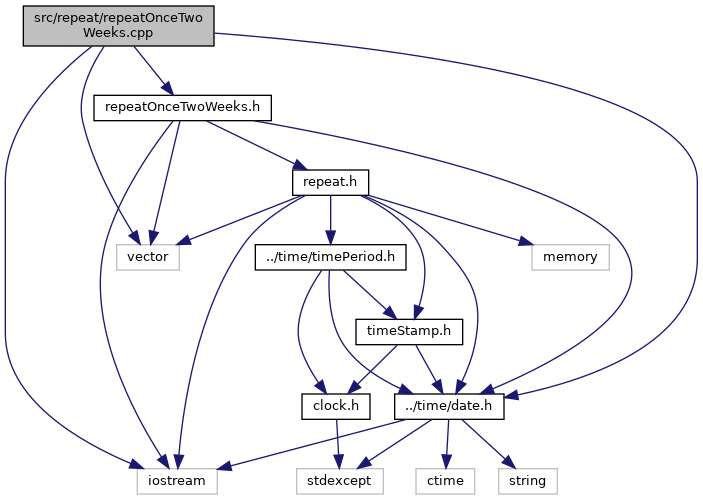 src/repeat/repeatOnceTwo
Weeks.cpp
repeatOnceTwoWeeks.h
repeat.h
vector
../time/timePeriod.h
memory
timeStamp.h
clock.h
../time/date.h
iostream
stdexcept
ctime
string